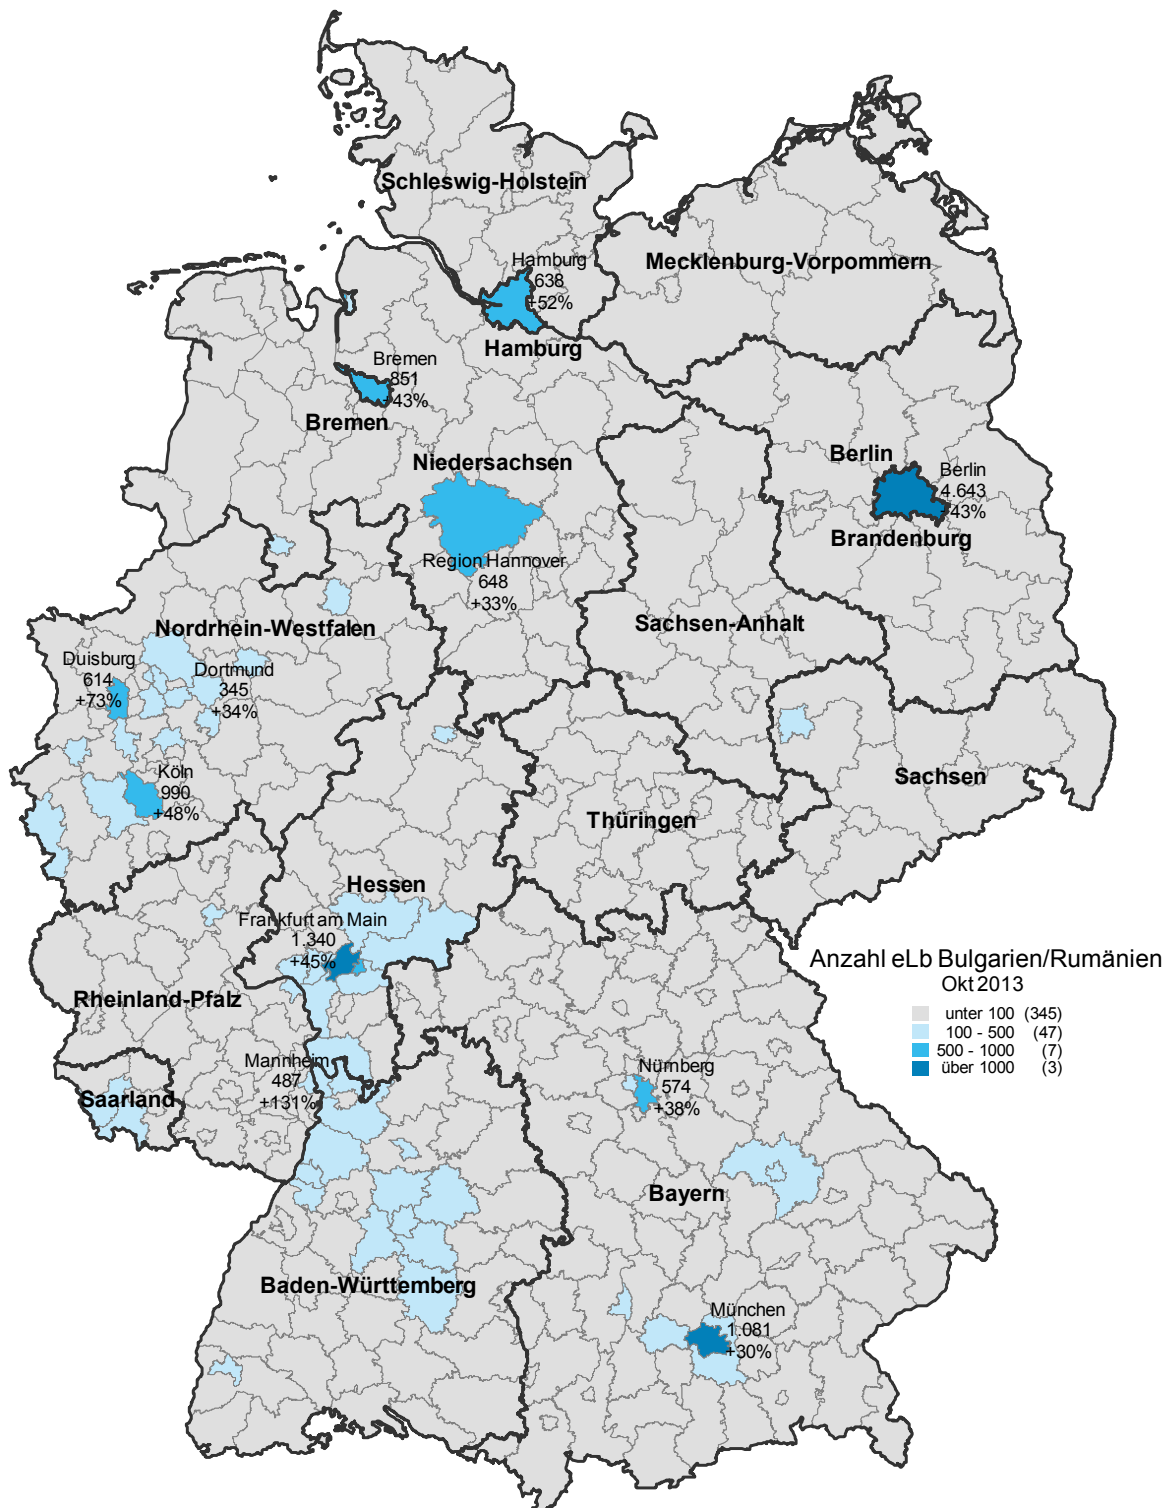 Schleswig-Holstein
Mecklenburg-Vorpommern
Hamburg
638
+52%
Hamburg
Bremen
851
+43%
Bremen
Niedersachsen
Berlin
Berlin
4.643
+43%
Brandenburg
Region Hannover
648
+33%
Nordrhein-Westfalen
Sachsen-Anhalt
Duisburg
614
+73%
Dortmund
345
+34%
Köln
990
+48%
Sachsen
Thüringen
Hessen
Frankfurt am Main
1.340
+45%
Rheinland-Pfalz
Anzahl eLb Bulgarien/Rumänien
Okt 2013
unter 100 (345)
100 - 500 (47)
500 - 1000 (7)
über 1000 (3)
Mannheim
487
+131%
Saarland
Nürnberg
574
+38%
Bayern
Baden-Württemberg
München
1.081
+30%